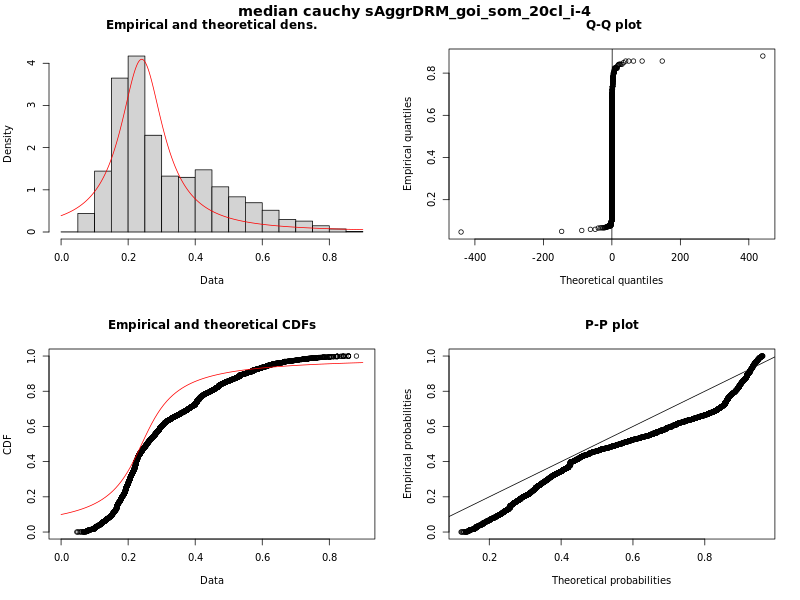 median cauchy sAggrDRM_goi_som_20cl_i-4
Empirical and theoretical dens.
Density
0 1 2 3 4
0.0 0.2 0.4 0.6 0.8
Data
Q-Q plot
Empirical quantiles
0.2 0.4 0.6 0.8
-400 -200 0 200 400
Theoretical quantiles
Empirical and theoretical CDFs
CDF
0.0 0.2 0.4 0.6 0.8 1.0
0.0 0.2 0.4 0.6 0.8
Data
P-P plot
Empirical probabilities
0.0 0.2 0.4 0.6 0.8 1.0
0.2 0.4 0.6 0.8
Theoretical probabilities